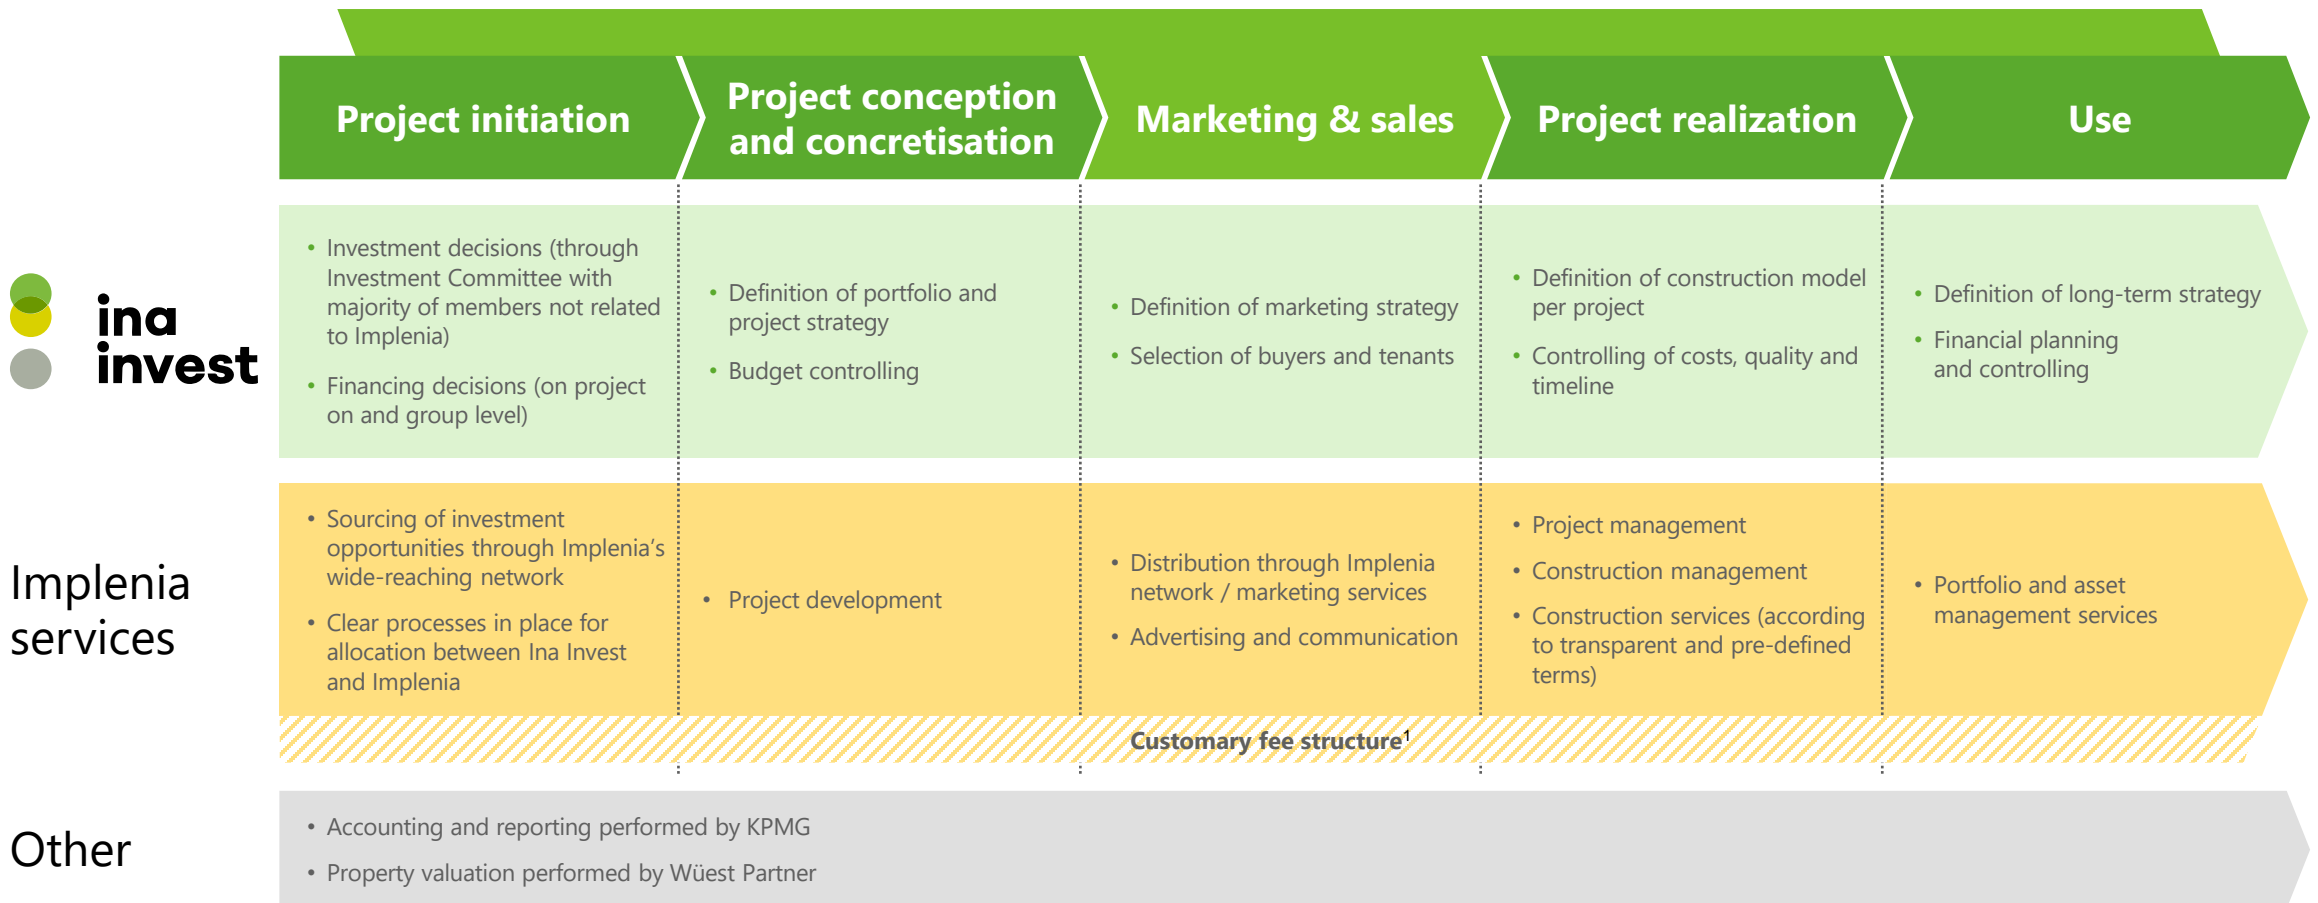 Project initiation
Project conception
and concretisation
Marketing & sales
Project realization
Use
ina
invest
• Investment decisions (through
Investment Committee with
majority of members not related
to Implenia)
• Financing decisions (on project
on and group level)
• Definition of portfolio and
project strategy
• Budget controlling
• Definition of marketing strategy
• Selection of buyers and tenants
• Definition of construction model
per project
• Controlling of costs, quality and
timeline
• Definition of long-term strategy
• Financial planning
and controlling
Implenia
services
• Sourcing of investment
opportunities through Implenia's
wide-reaching network
• Clear processes in place for
allocation between Ina Invest
and Implenia
• Project development
• Distribution through Implenia
network / marketing services
• Advertising and communication
• Project management
• Construction management
• Construction services (according
to transparent and pre-defined
terms)
• Portfolio and asset
management services
Customary fee structure¹
Other
• Accounting and reporting performed by KPMG
• Property valuation performed by Wüest Partner